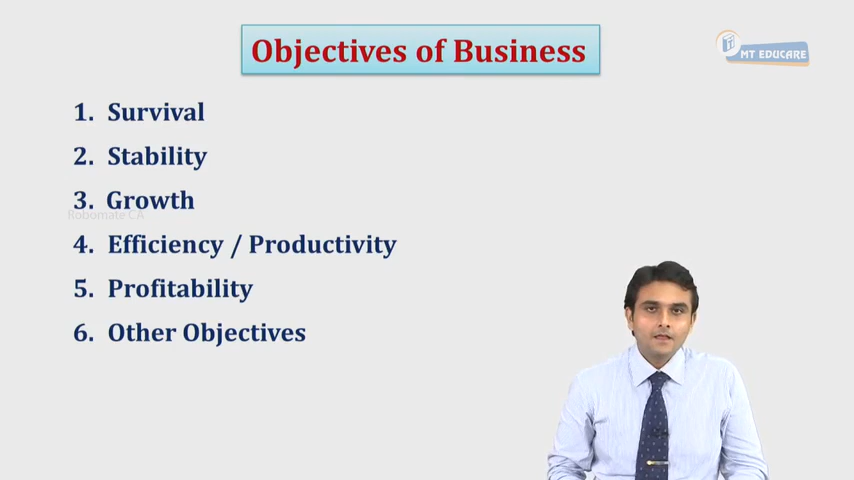 Objectives of Business
MT EDUCARE
1. Survival
2. Stability
3. Growth
Robomate CA
4. Efficiency / Productivity
5. Profitability
6. Other Objectives